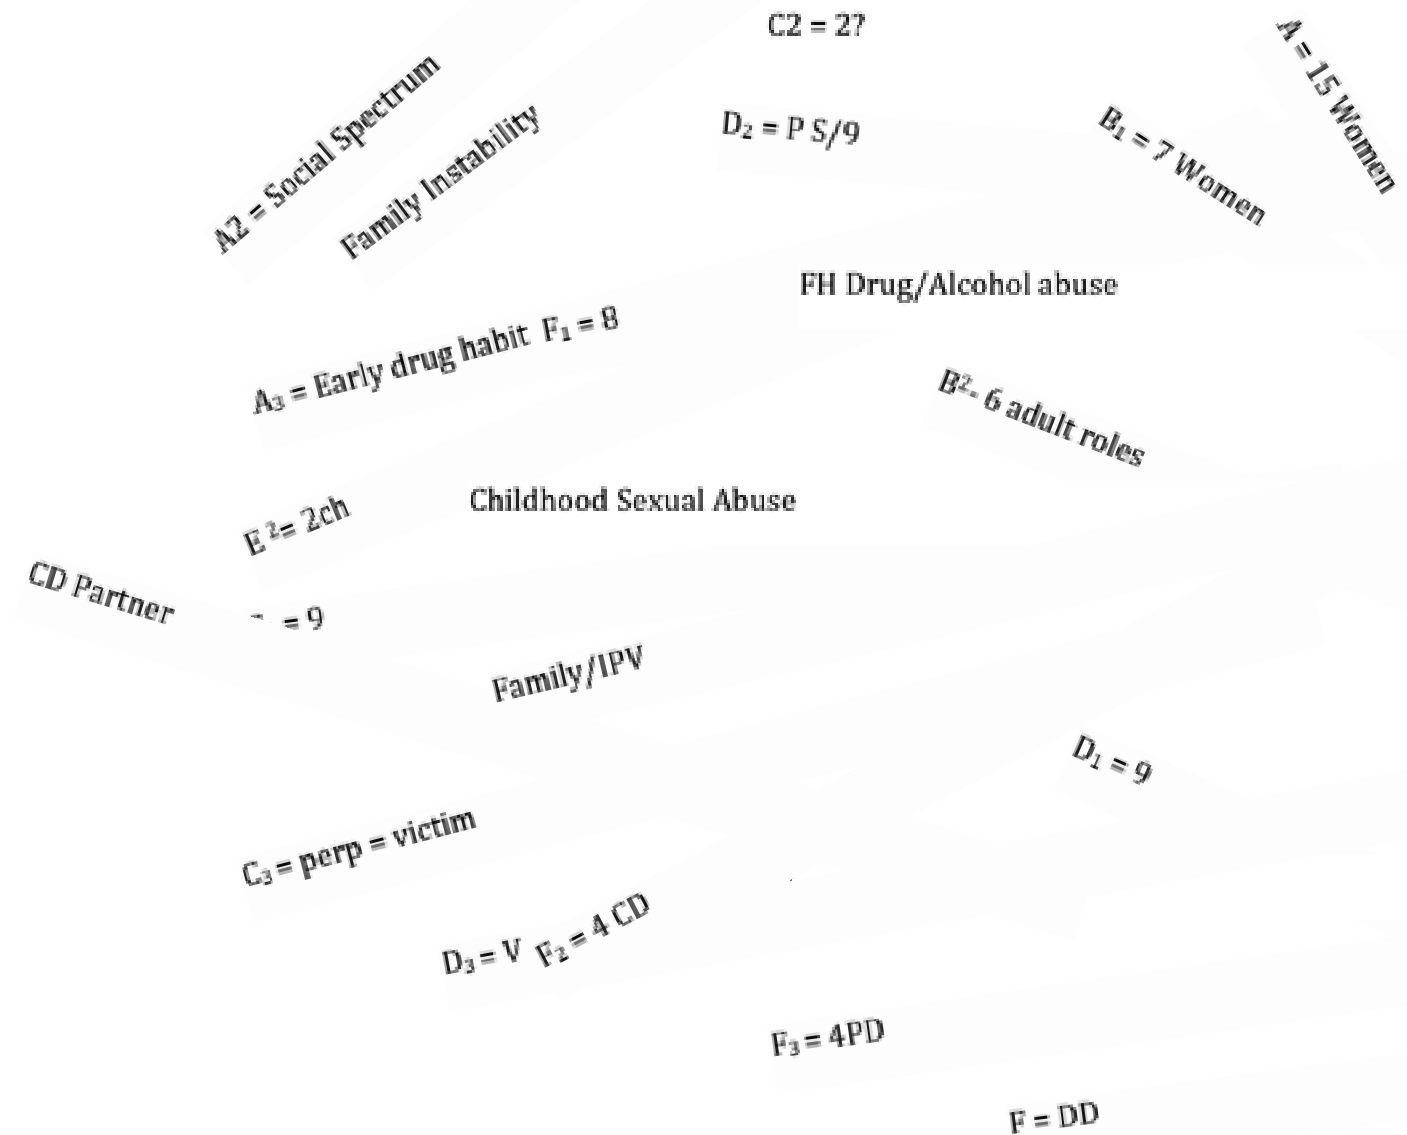 C2 = 2?
A = 15 Women
A2 = Social Spectrum
Family Instability
D₂ = P S/9
B₁ = 7 Women
FH Drug/Alcohol abuse
A₃ = Early drug habit F₁ = 8
B²- 6 adult roles
E ²= 2ch
Childhood Sexual Abuse
CD Partner
= 9
Family/IPV
D₁ = 9
C₃ = perp = victim
D₃ = V F₂ = 4 CD
F₃ = 4PD
F = DD